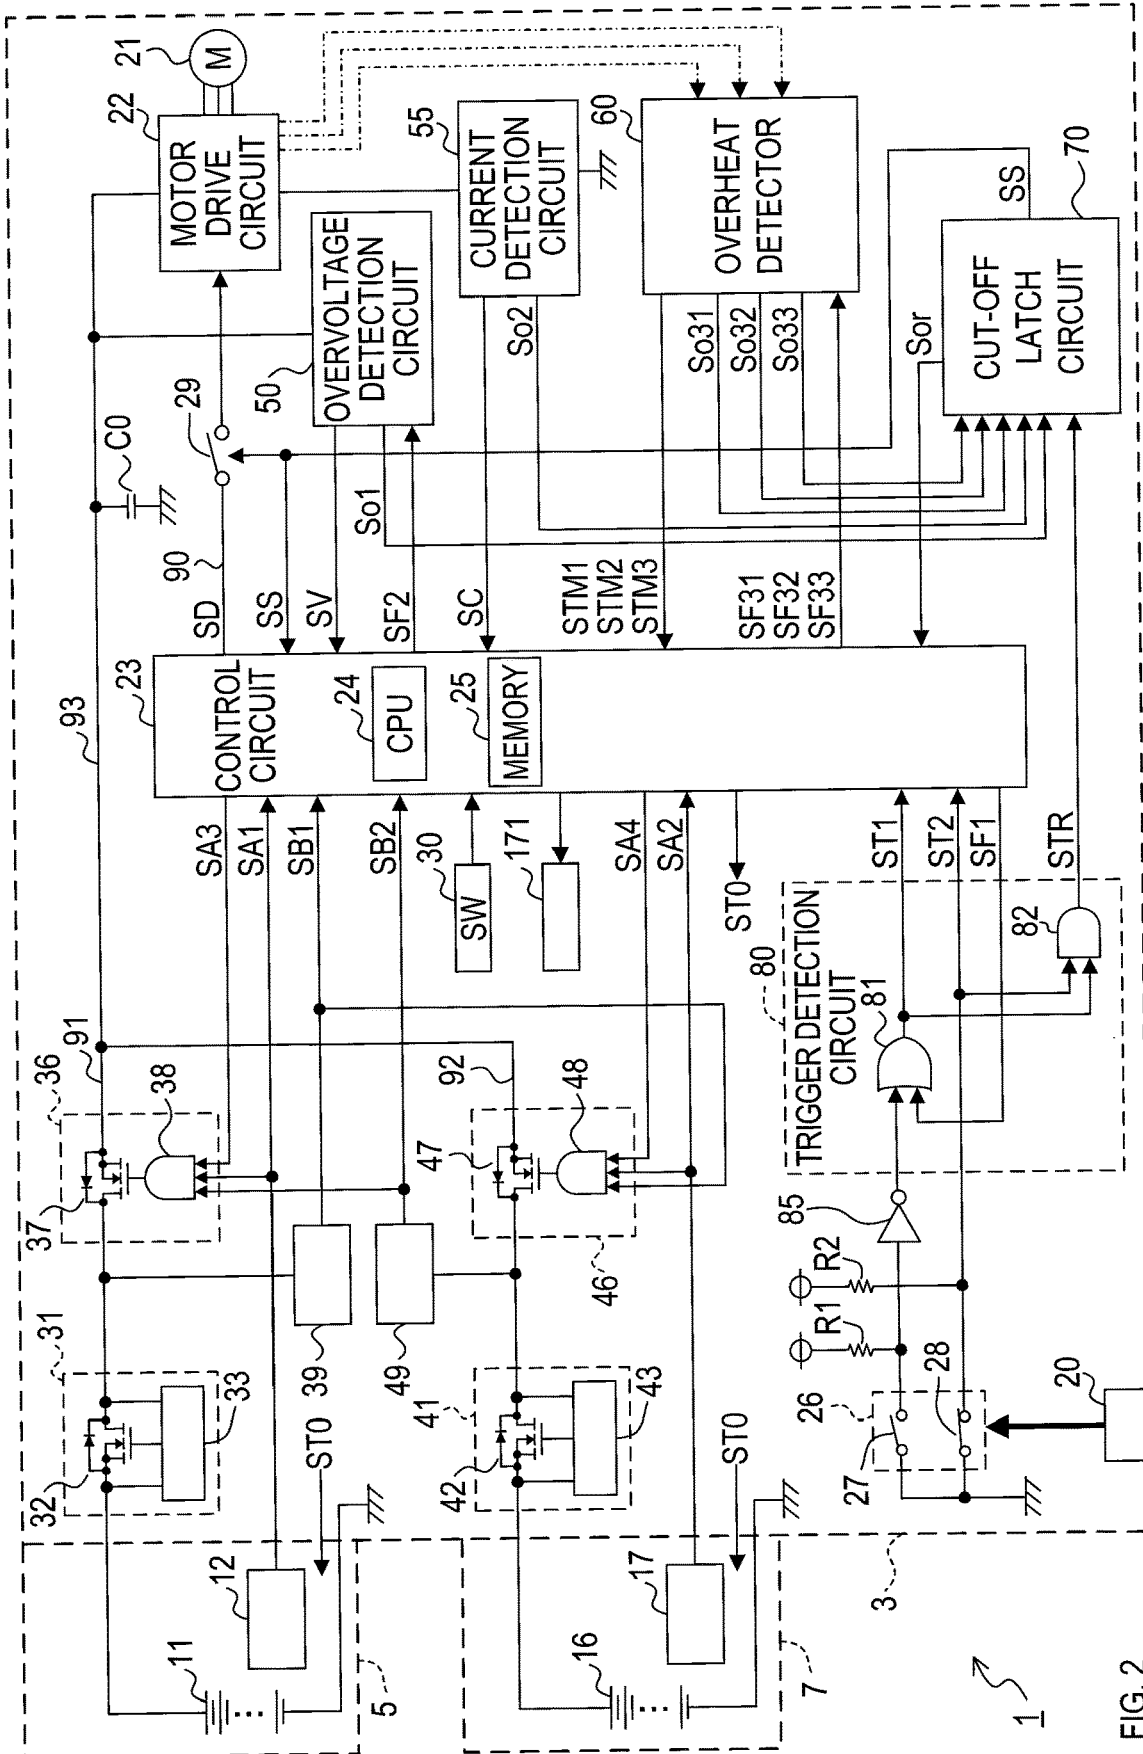 FIG. 2
1
3
5
7
11
12
16
17
ST0
ST0
20
26
27
28
R1
R2
85
31
32
33
39
41
42
43
49
36
37
38
91
46
47
48
92
93
TRIGGER DETECTION
CIRCUIT
80
81
82
SA3
SA1
SB1
SB2
30
SW
171
SA4
SA2
ST0
ST1
ST2
SF1
STR
23
CONTROL
CIRCUIT
24
CPU
25
MEMORY
SD
SS
SV
SF2
SC
STM1
STM2
STM3
SF31
SF32
SF33
90
C0
29
So1
So2
So31
So32
So33
Sor
SS
50
OVERVOLTAGE
DETECTION
CIRCUIT
22
MOTOR
DRIVE
CIRCUIT
21
M
55
CURRENT
DETECTION
CIRCUIT
60
OVERHEAT
DETECTOR
70
CUT-OFF
LATCH
CIRCUIT